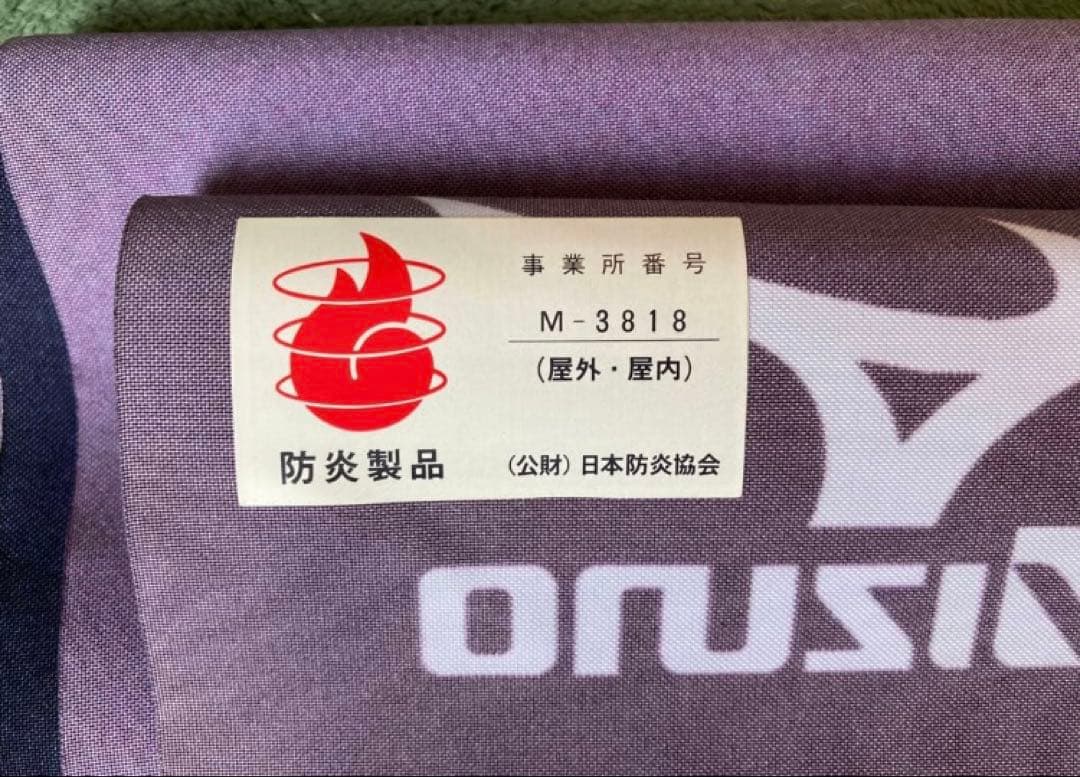 事業所番号
M-3818
(屋外・屋内)
防炎製品
(公財)日本防炎協会
MIZUNO